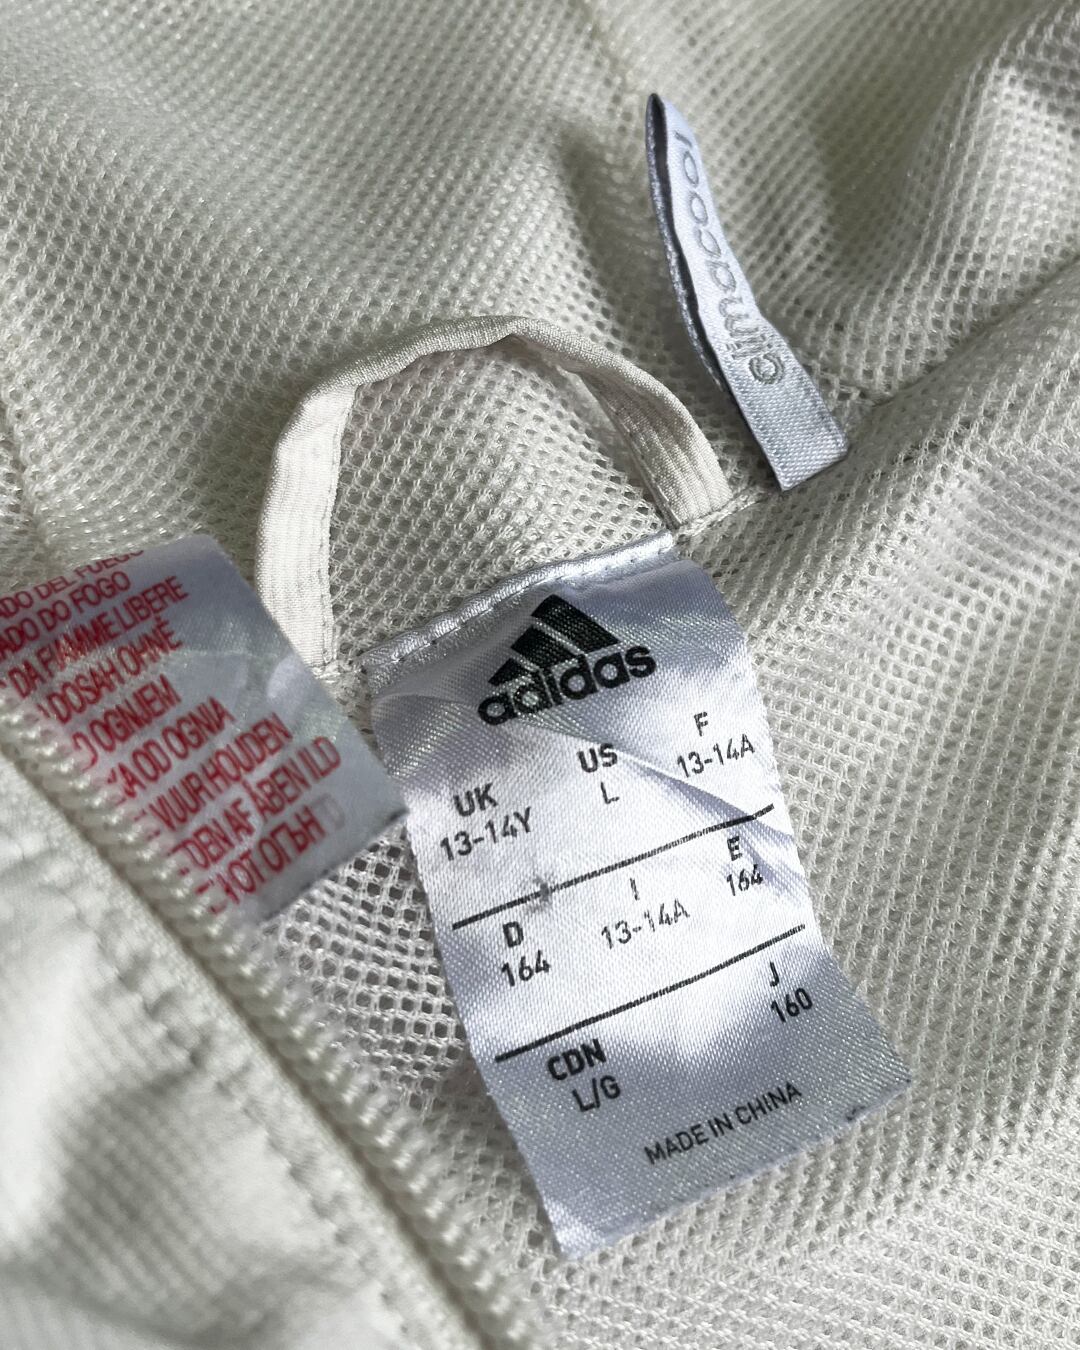 climacool
ADO DEL FUEGO
ADO DO FOGO
DA FIAMME LIBERE
DOSAH OHNĚ
OGNJEM
KA OD OGNIA
VUUR HOUDEN
DEN AF ÅBEN ILD
OT ОГЪН
adidas
UK US F
13-14Y L 13-14A
D I E
164 13-14A 164
CDN J
L/G 160
MADE IN CHINA